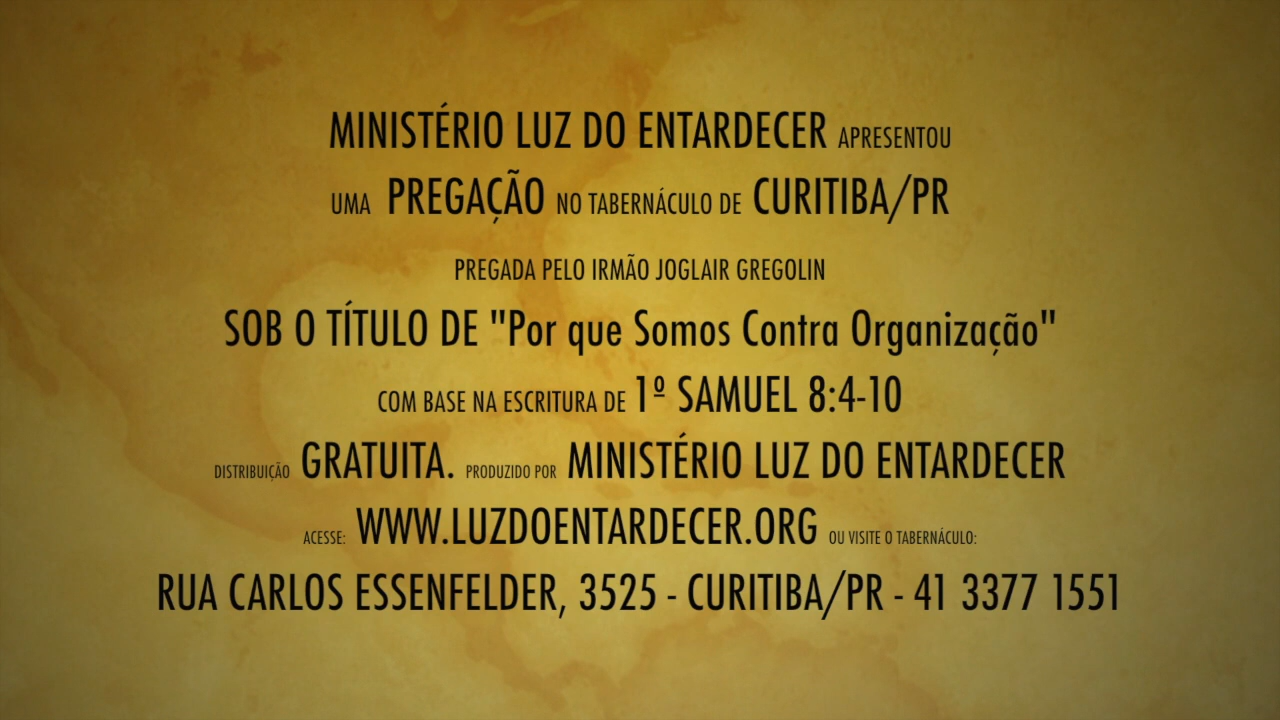 MINISTÉRIO LUZ DO ENTARDECER APRESENTOU
UMA PREGAÇÃO NO TABERNÁCULO DE CURITIBA/PR
PREGADA PELO IRMÃO JOGLAIR GREGOLIN
SOB O TÍTULO DE "Por que Somos Contra Organização"
COM BASE NA ESCRITURA DE 1º SAMUEL 8:4-10
DISTRIBUIÇÃO GRATUITA. PRODUZIDO POR MINISTÉRIO LUZ DO ENTARDECER
ACESSE: WWW.LUZDOENTARDECER.ORG OU VISITE O TABERNÁCULO:
RUA CARLOS ESSENFELDER, 3525 - CURITIBA/PR - 41 3377 1551